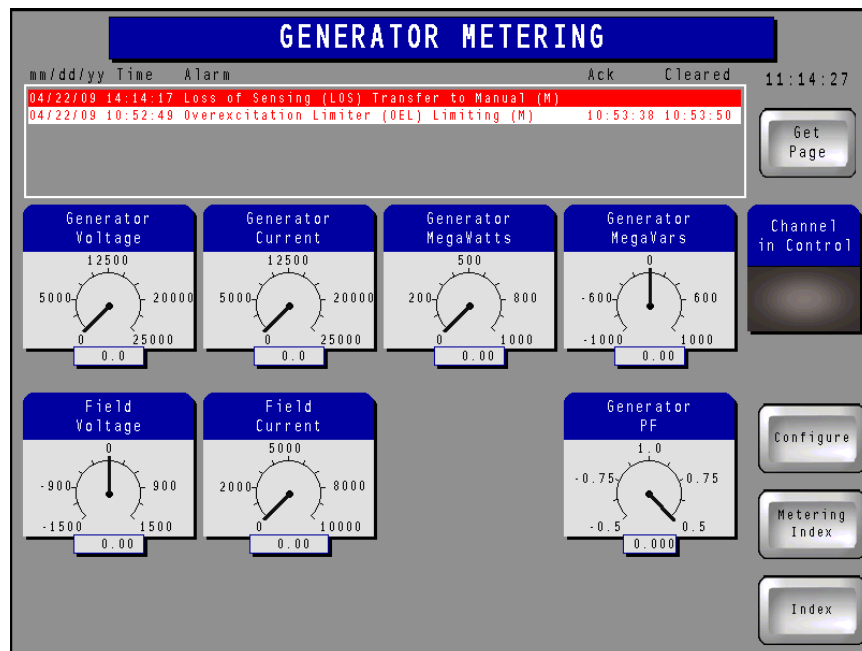 GENERATOR METERING
mm/dd/yy Time Alarm Ack Cleared
11:14:27
04/22/09 14:14:17 Loss of Sensing (LOS) Transfer to Manual (M)
04/22/09 10:52:49 Overexcitation Limiter (OEL) Limiting (M) 10:53:38 10:53:50
Get
Page
Generator
Voltage
12500
5000 20000
0 25000
0.0
Generator
Current
12500
5000 20000
0 25000
0.0
Generator
MegaWatts
500
200 800
0 1000
0.00
Generator
MegaVars
0
-600 600
-1000 1000
0.00
Channel
in Control
Field
Voltage
0
-900 900
-1500 1500
0.00
Field
Current
5000
2000 8000
0 10000
0.00
Generator
PF
1.0
-0.75 0.75
-0.5 0.5
0.000
Configure
Metering
Index
Index